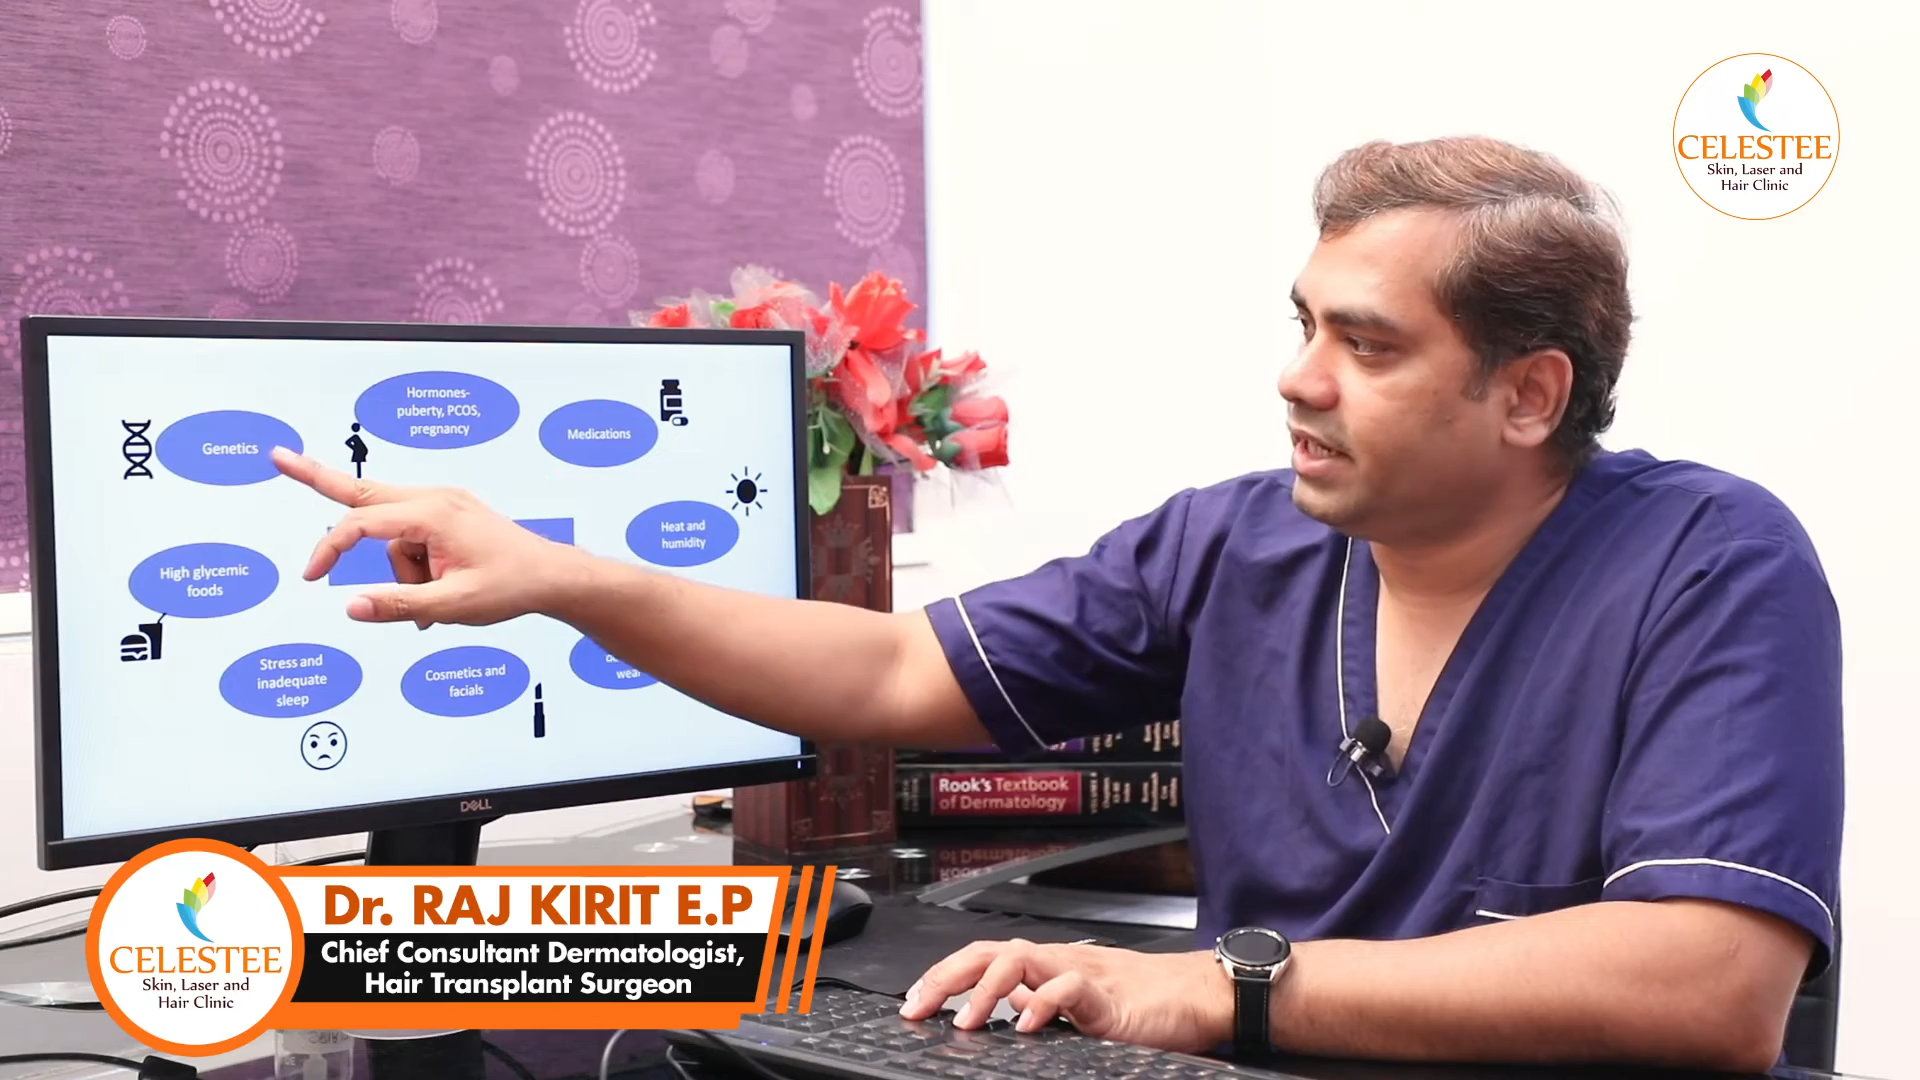 CELESTEE
Skin, Laser and
Hair Clinic
Hormones-
puberty, PCOS,
pregnancy
Genetics
Medications
Heat and
humidity
High glycemic
foods
Stress and
inadequate
sleep
Cosmetics and
facials
DELL
Rook's Textbook
of Dermatology
Dr. RAJ KIRIT E.P
Chief Consultant Dermatologist,
Hair Transplant Surgeon
CELESTEE
Skin, Laser and
Hair Clinic